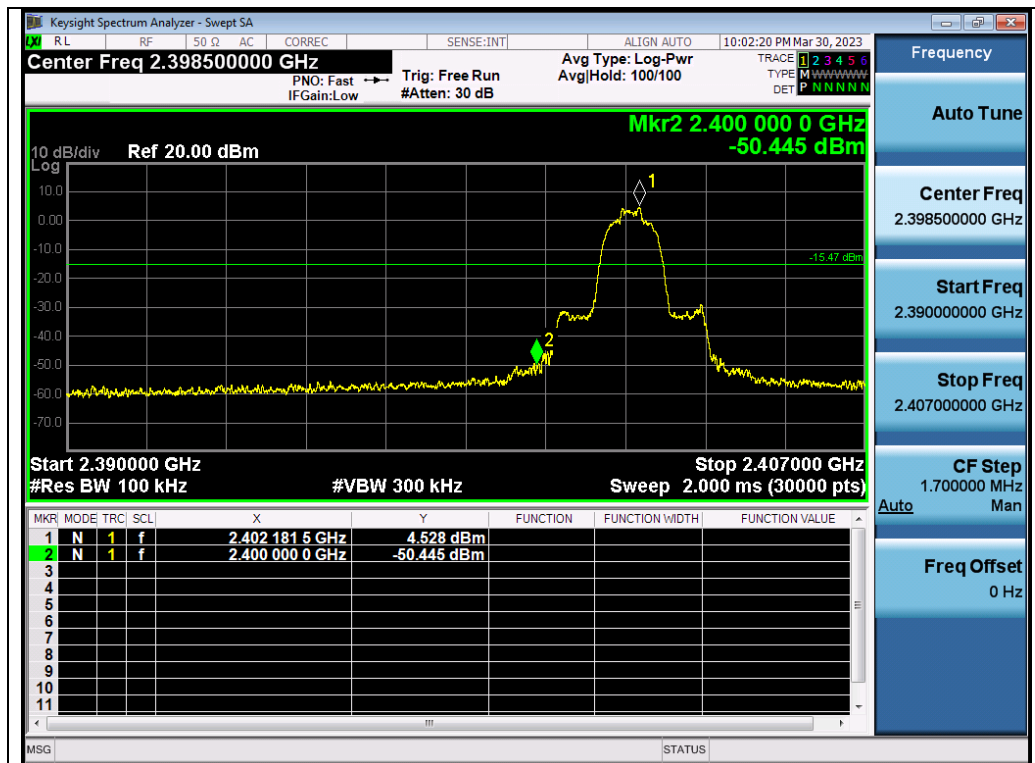 Keysight Spectrum Analyzer - Swept SA
LXI RL RF 50 Ω AC CORREC SENSE:INT ALIGN AUTO 10:02:20 PM Mar 30, 2023
Center Freq 2.398500000 GHz
PNO: Fast
IFGain:Low
Trig: Free Run
#Atten: 30 dB
Avg Type: Log-Pwr
Avg|Hold: 100/100
TRACE 1 2 3 4 5 6
TYPE M WWWWW
DET P N N N N N
Frequency
Mkr2 2.400 000 0 GHz
-50.445 dBm
10 dB/div
Log
Ref 20.00 dBm
10.0
0.00
-10.0
-20.0
-30.0
-40.0
-50.0
-60.0
-70.0
1
-15.47 dBm
2
Start 2.390000 GHz
Stop 2.407000 GHz
#Res BW 100 kHz
#VBW 300 kHz
Sweep 2.000 ms (30000 pts)
MKR MODE TRC SCL X Y FUNCTION FUNCTION WIDTH FUNCTION VALUE
1 N 1 f 2.402 181 5 GHz 4.528 dBm
2 N 1 f 2.400 000 0 GHz -50.445 dBm
3
4
5
6
7
8
9
10
11
MSG
STATUS
Auto Tune
Center Freq
2.398500000 GHz
Start Freq
2.390000000 GHz
Stop Freq
2.407000000 GHz
CF Step
1.700000 MHz
Auto Man
Freq Offset
0 Hz